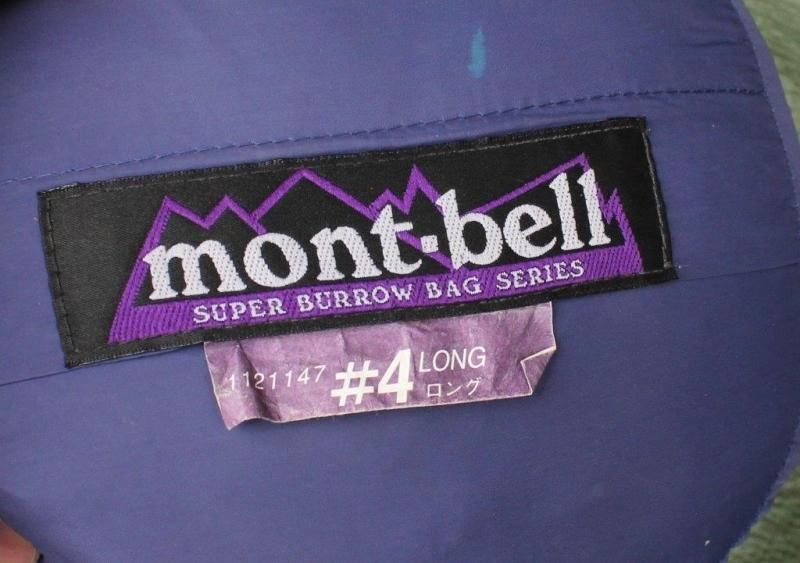 mont-bell
SUPER BURROW BAG SERIES
1121147 #4 LONG
ロング